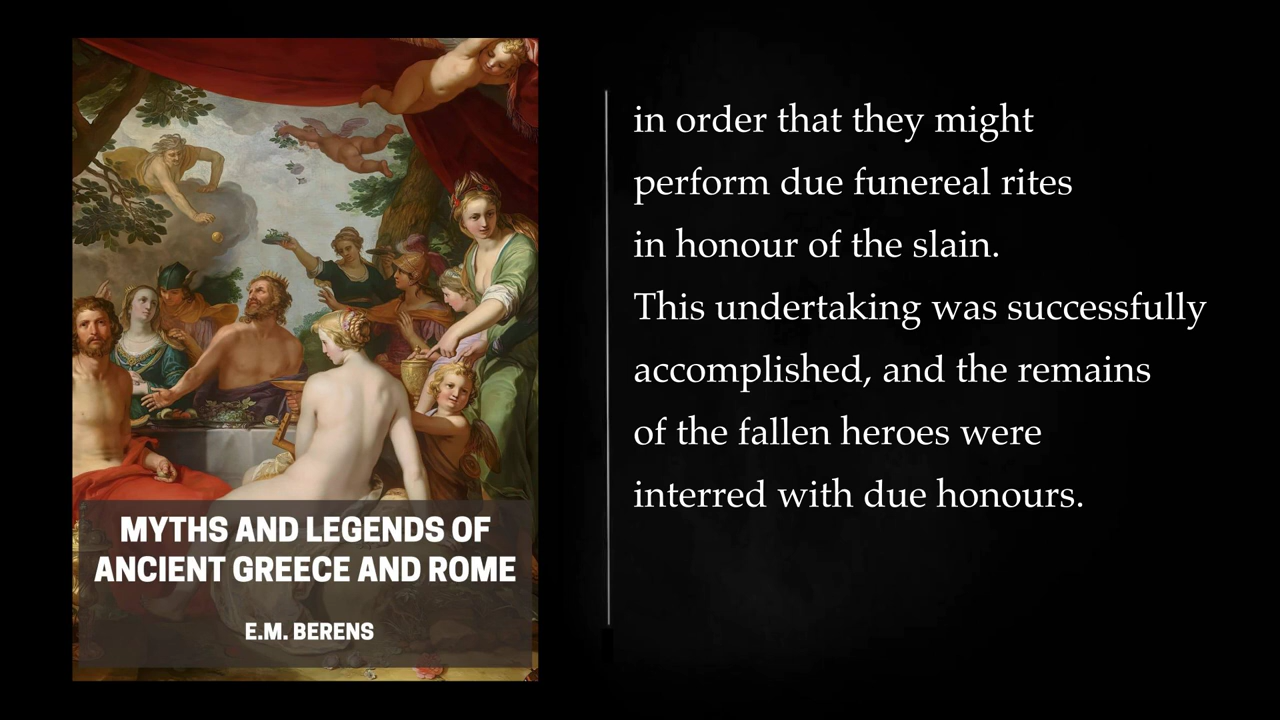 MYTHS AND LEGENDS OF
ANCIENT GREECE AND ROME
E.M. BERENS
in order that they might
perform due funereal rites
in honour of the slain.
This undertaking was successfully
accomplished, and the remains
of the fallen heroes were
interred with due honours.